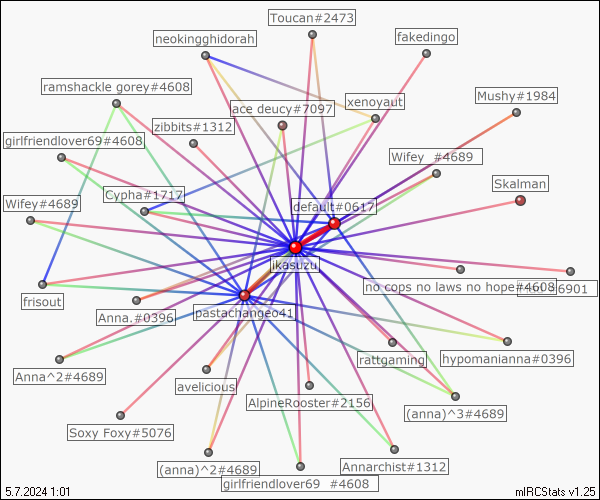 Toucan#2473
neokingghidorah
fakedingo
ramshackle gorey#4608
Mushy#1984
ace deucy#7097
xenoyaut
zibbits#1312
girlfriendlover69#4608
Wifey #4689
Skalman
Cypha#1717
Wifey#4689
default#0617
ikasuzu
no cops no laws no hope#4608
6901
frisout
Anna.#0396
pastachangeo41
rattgaming
hypomanianna#0396
Anna^2#4689
avelicious
AlpineRooster#2156
(anna)^3#4689
Soxy Foxy#5076
(anna)^2#4689
Annarchist#1312
girlfriendlover69 #4608
5.7.2024 1:01
mIRCStats v1.25